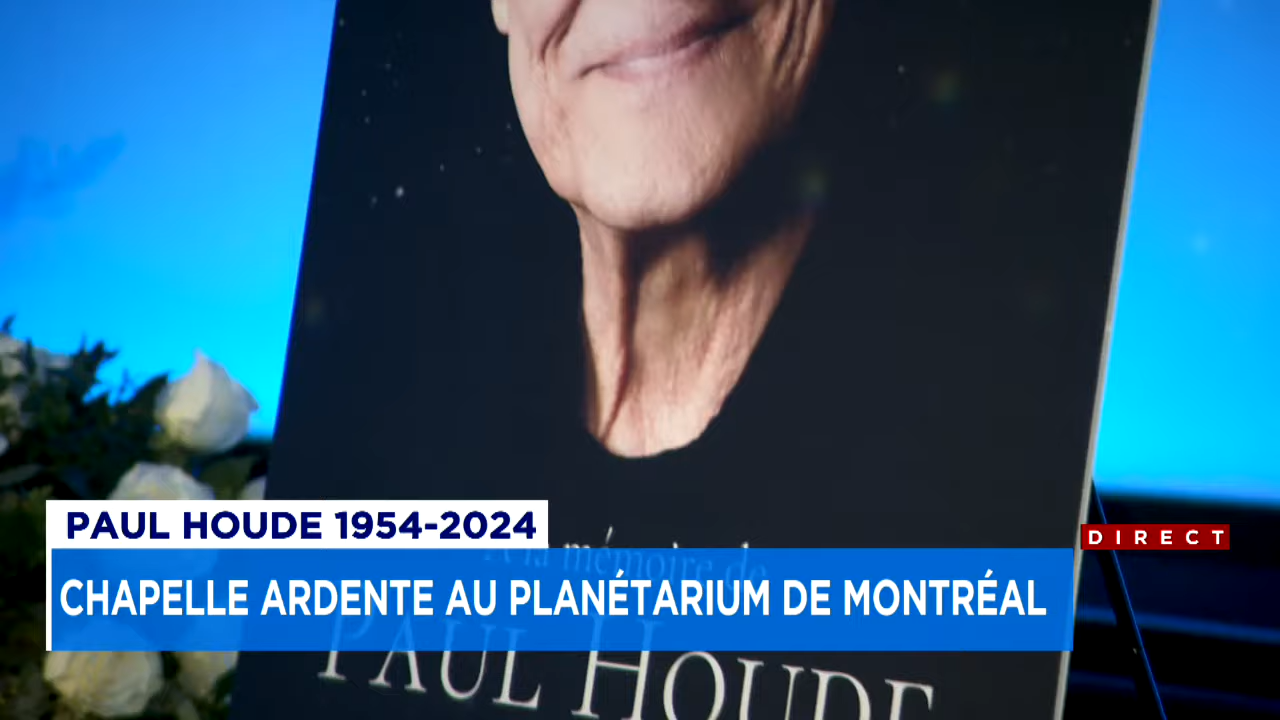 PAUL HOUDE 1954-2024
DIRECT
à la mémoire de
CHAPELLE ARDENTE AU PLANÉTARIUM DE MONTRÉAL
PAUL HOUDE